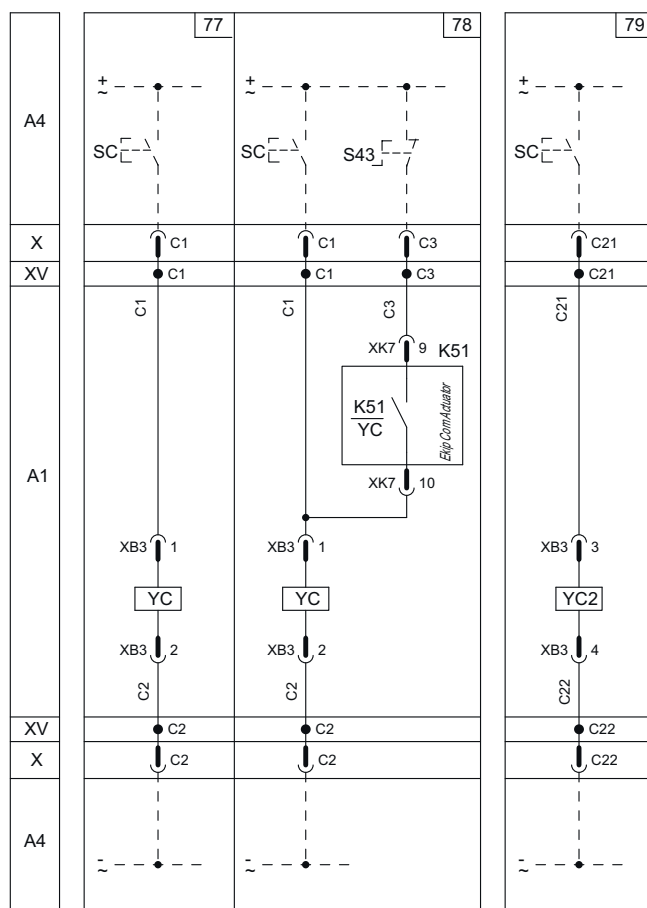 77 78 79
+ + +
~ ~ ~
A4
SC SC S43 SC
X C1 C1 C3 C21
XV C1 C1 C3 C21
C1 C1 C3 C21
XK7 9 K51
K51
YC
Ekip Com Actuator
A1
XK7 10
XB3 1 XB3 1 XB3 3
YC YC YC2
XB3 2 XB3 2 XB3 4
C2 C2 C22
XV C2 C2 C22
X C2 C2 C22
A4
- - -
~ ~ ~